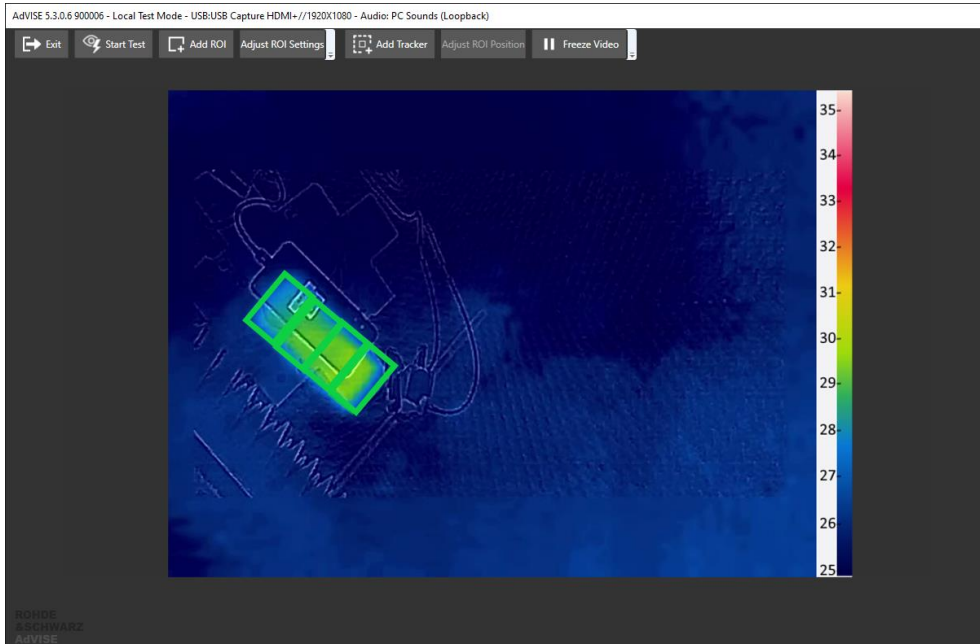 AdVISE 5.3.0.6 900006 - Local Test Mode - USB:USB Capture HDMI+//1920X1080 - Audio: PC Sounds (Loopback)
Exit Start Test Add ROI Adjust ROI Settings Add Tracker Adjust ROI Position Freeze Video
35
34
33
32
31
30
29
28
27
26
25
ROHDE
&SCHWARZ
AdVISE